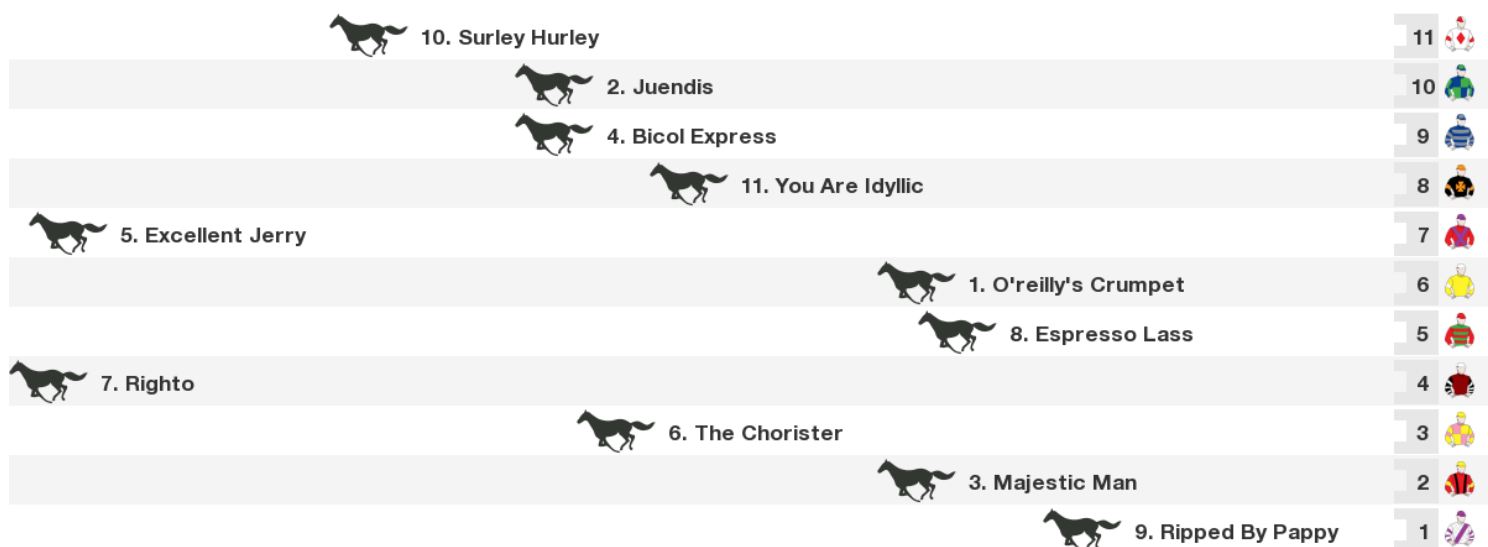 10. Surley Hurley 11
2. Juendis 10
4. Bicol Express 9
11. You Are Idyllic 8
5. Excellent Jerry 7
1. O'reilly's Crumpet 6
8. Espresso Lass 5
7. Righto 4
6. The Chorister 3
3. Majestic Man 2
9. Ripped By Pappy 1